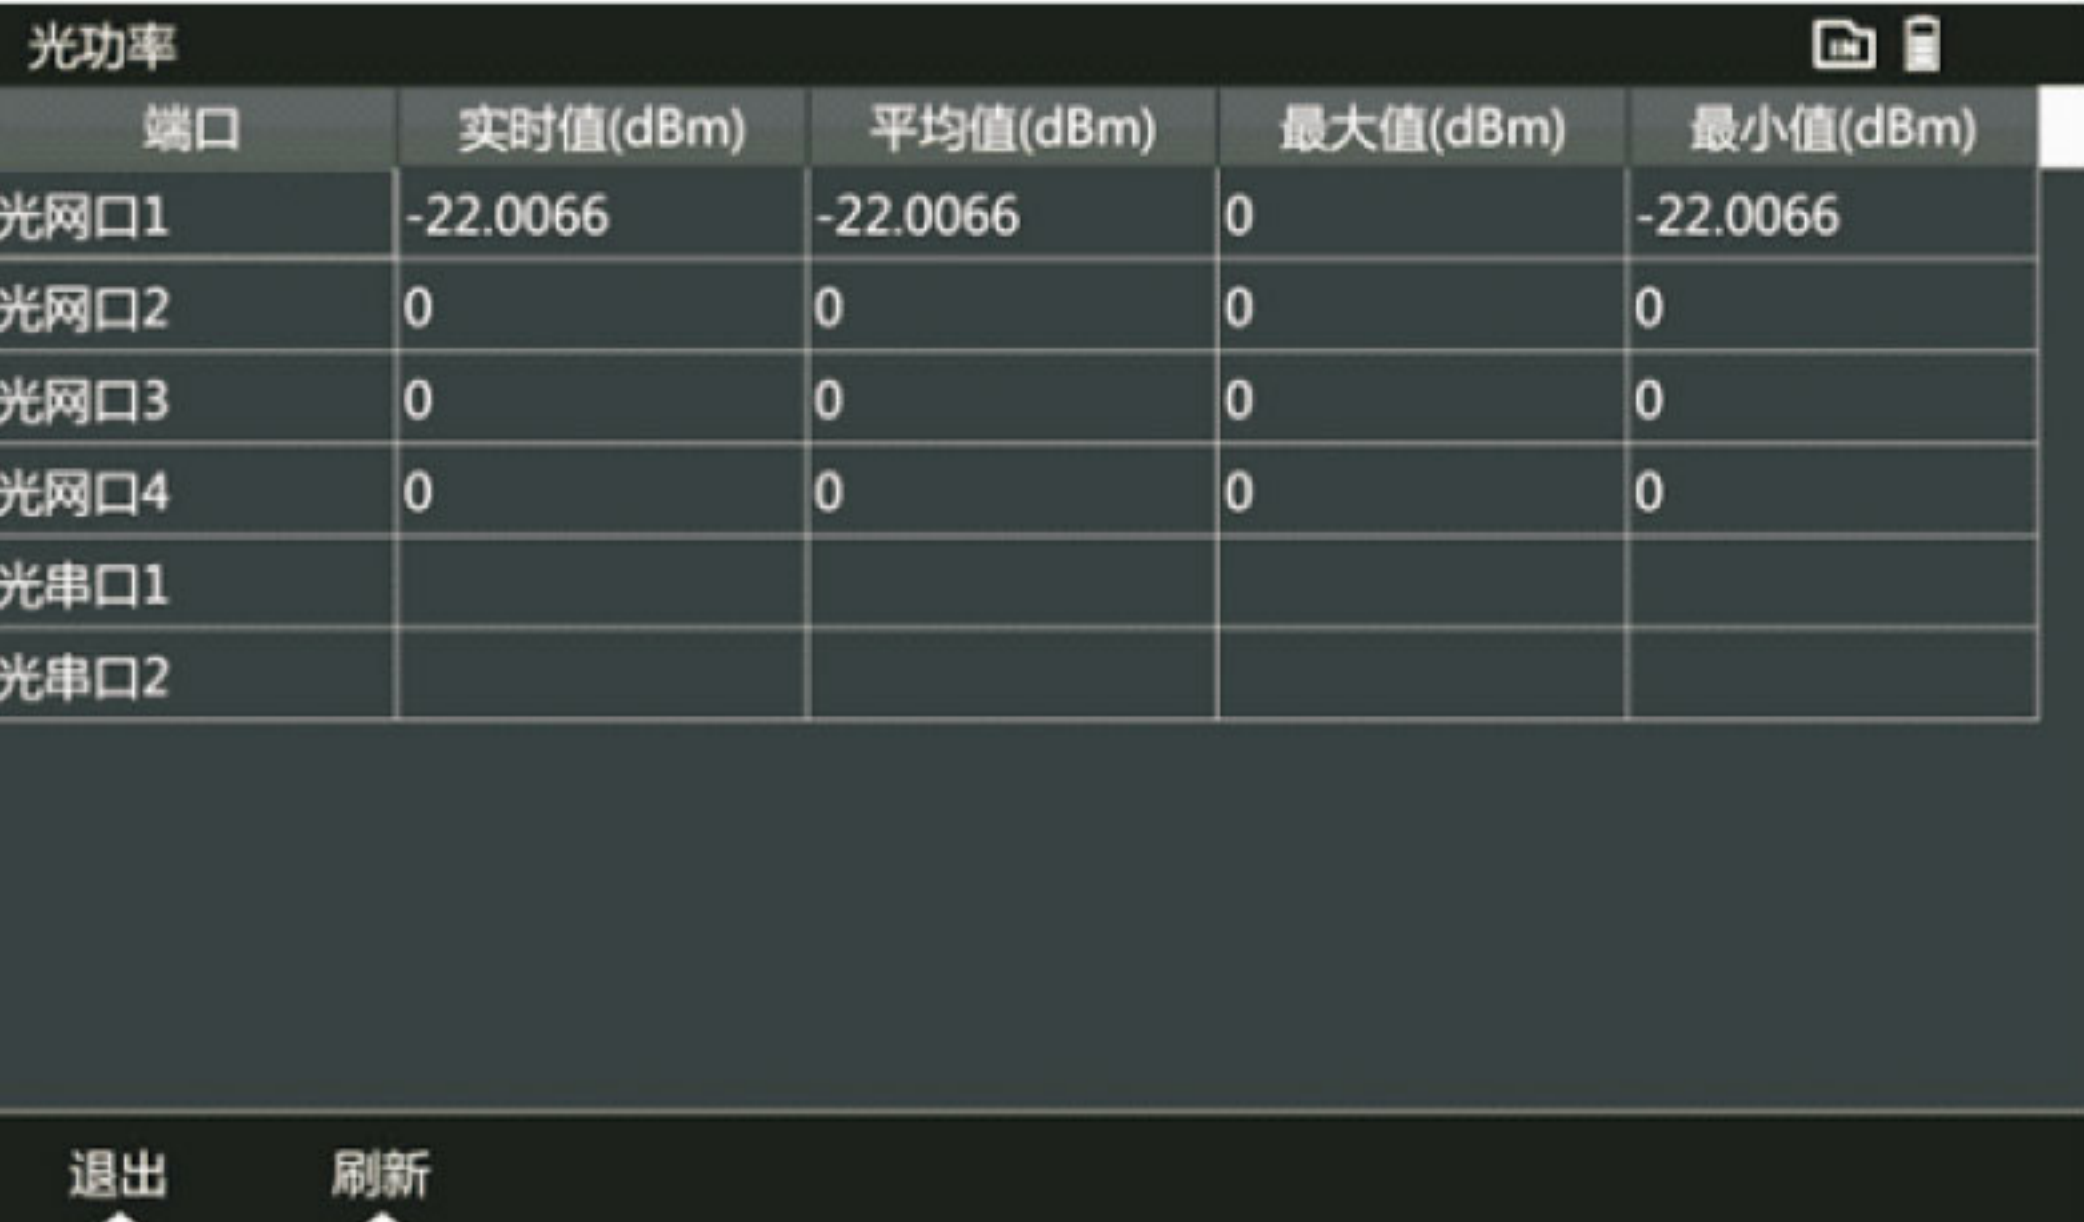 光功率
IN
端口 实时值(dBm) 平均值(dBm) 最大值(dBm) 最小值(dBm)
光网口1 -22.0066 -22.0066 0 -22.0066
光网口2 0 0 0 0
光网口3 0 0 0 0
光网口4 0 0 0 0
光串口1
光串口2
退出 刷新